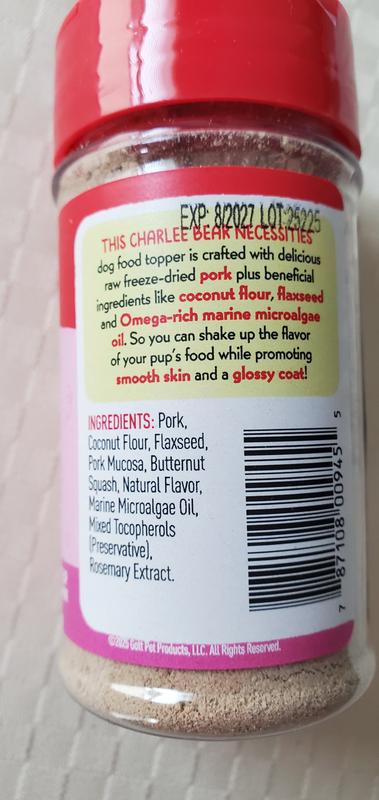 EXP: 8/2027 LOT:25225
THIS CHARLEE BEAR NECESSITIES
dog food topper is crafted with delicious
raw freeze-dried pork plus beneficial
ingredients like coconut flour, flaxseed
and Omega-rich marine microalgae
oil. So you can shake up the flavor
of your pup's food while promoting
smooth skin and a glossy coat!
INGREDIENTS: Pork,
Coconut Flour, Flaxseed,
Pork Mucosa, Butternut
Squash, Natural Flavor,
Marine Microalgae Oil,
Mixed Tocopherols
(Preservative),
Rosemary Extract.
7 87108 00945 5
Pet Products, LLC. All Rights Reserved.